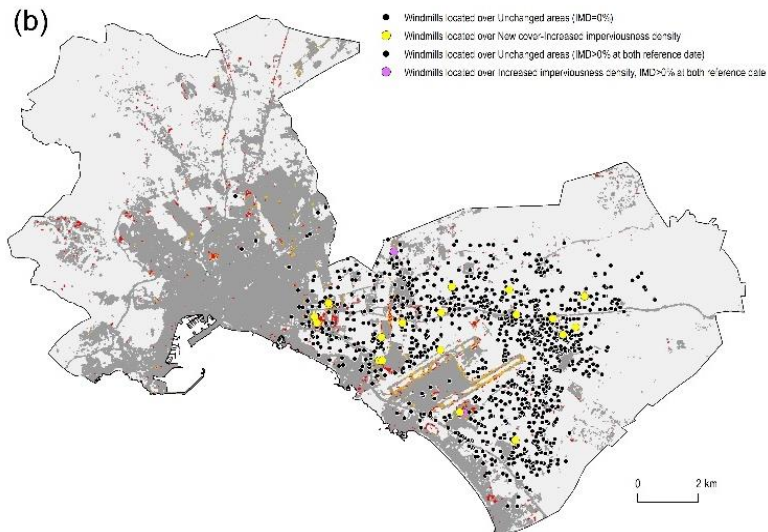 (b)
Windmills located over Unchanged areas (IMD=0%)
Windmills located over New cover-Increased imperviousness density
Windmills located over Unchanged areas (IMD>0% at both reference date)
Windmills located over Increased imperviousness density, IMD>0% at both reference date
0 2 km